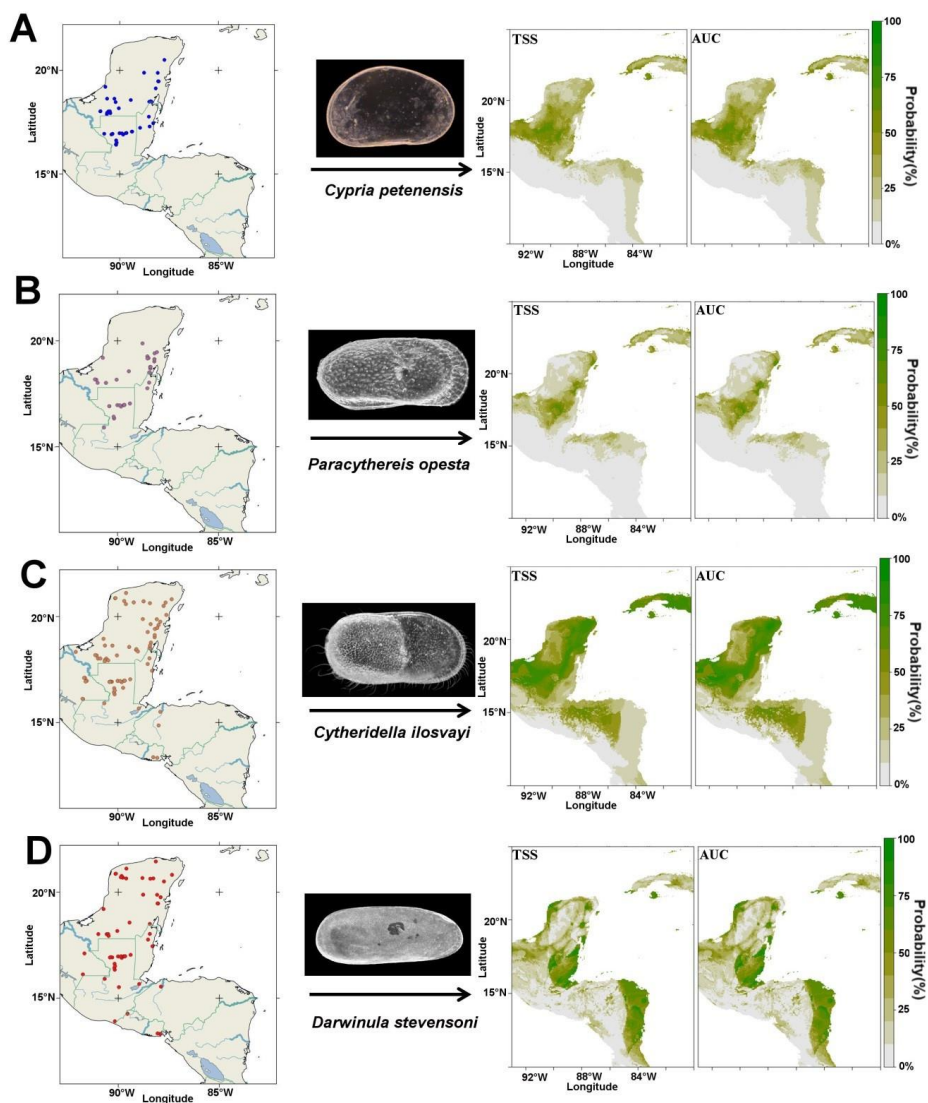 A
TSS
AUC
100
75
50
25
0%
Probability(%)
20°N
15°N
Latitude
90°W
85°W
Longitude
Cypria petenensis
20°N
15°N
Latitude
92°W
88°W
84°W
Longitude
B
TSS
AUC
100
75
50
25
0%
Probability(%)
20°N
15°N
Latitude
90°W
85°W
Longitude
Paracythereis opesta
20°N
15°N
Latitude
92°W
88°W
84°W
Longitude
C
TSS
AUC
100
75
50
25
0%
Probability(%)
20°N
15°N
Latitude
90°W
85°W
Longitude
Cytheridella ilosvayi
20°N
15°N
Latitude
92°W
88°W
84°W
Longitude
D
TSS
AUC
100
75
50
25
0%
Probability(%)
20°N
15°N
Latitude
90°W
85°W
Longitude
Darwinula stevensoni
20°N
15°N
Latitude
92°W
88°W
84°W
Longitude